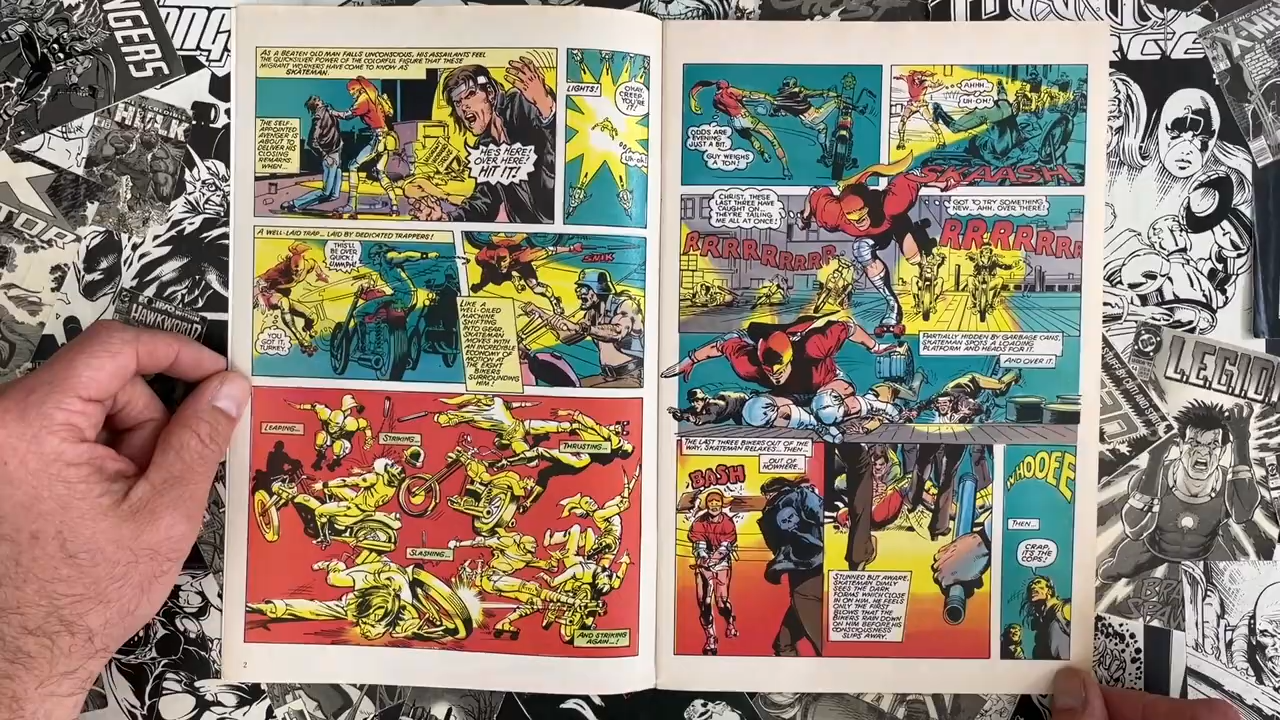 AS A BEATEN OLD MAN FALLS UNCONSCIOUS, HIS ASSAILANTS FEEL
THE QUICKSILVER POWER OF THE COLORFUL FIGURE THAT THESE
MIGRANT WORKERS HAVE COME TO KNOW AS
SKATEMAN.
THE SELF-
APPOINTED
AVENGER IS
ABOUT TO
DELIVER HIS
CLOSING
REMARKS.
WHEN...
HE'S HERE!
OVER HERE!
HIT IT!
LIGHTS!
OKAY,
CREEP,
YOU'RE
IT!
UH-OH!
A WELL-LAID TRAP... LAID BY DEDICATED TRAPPERS!
THIS'LL
BE OVER
QUICK!
UMMPH!
YOU
GOT IT,
TURKEY.
SNIK
LIKE A
WELL-OILED
MACHINE
SHIFTING
INTO GEAR,
SKATEMAN
MOVES WITH
INCREDIBLE
ECONOMY OF
MOTION AT
THE EIGHT
BIKERS
SURROUNDING
HIM!
LEAPING...
STRIKING...
THRUSTING...
SLASHING...
AND STRIKING
AGAIN...!
2
ODDS ARE
EVENING
JUST A BIT.
GUY WEIGHS
A TON!
AHHH...
UH-OH!
SKAASH
CHRIST, THESE
LAST THREE HAVE
CAUGHT ON...
THEY'RE TAILING
ME ALL AT ONCE!
GOT TO TRY SOMETHING
NEW... AHH, OVER THERE!
RRRRRRRR
RRRRRRR
PARTIALLY HIDDEN BY GARBAGE CANS,
SKATEMAN SPOTS A LOADING
PLATFORM AND HEADS FOR IT.
AND OVER IT.
THE LAST THREE BIKERS OUT OF THE
WAY, SKATEMAN RELAXES... THEN...
...OUT OF
NOWHERE...
BASH
STUNNED BUT AWARE,
SKATEMAN DIMLY
SEES THE DARK
FORMS WHICH CLOSE
IN ON HIM. HE FEELS
ONLY THE FIRST
BLOWS THAT THE
BIKERS RAIN DOWN
ON HIM BEFORE HIS
CONSCIOUSNESS
SLIPS AWAY.
WHOOEE
THEN...
CRAP,
IT'S THE
COPS!
HAWKWORLD
L.E.G.I.O
X-MEN